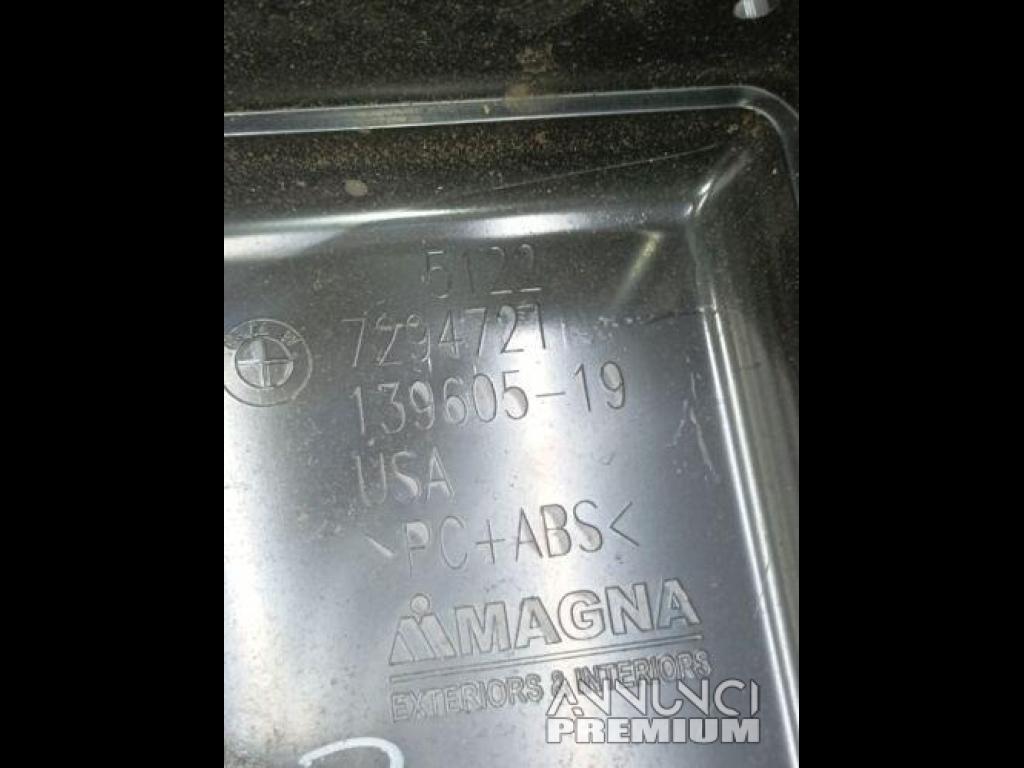 5122
7294721
139605-19
USA
>PC+ABS<
MAGNA
EXTERIORS & INTERIORS
ANNUNCI
PREMIUM